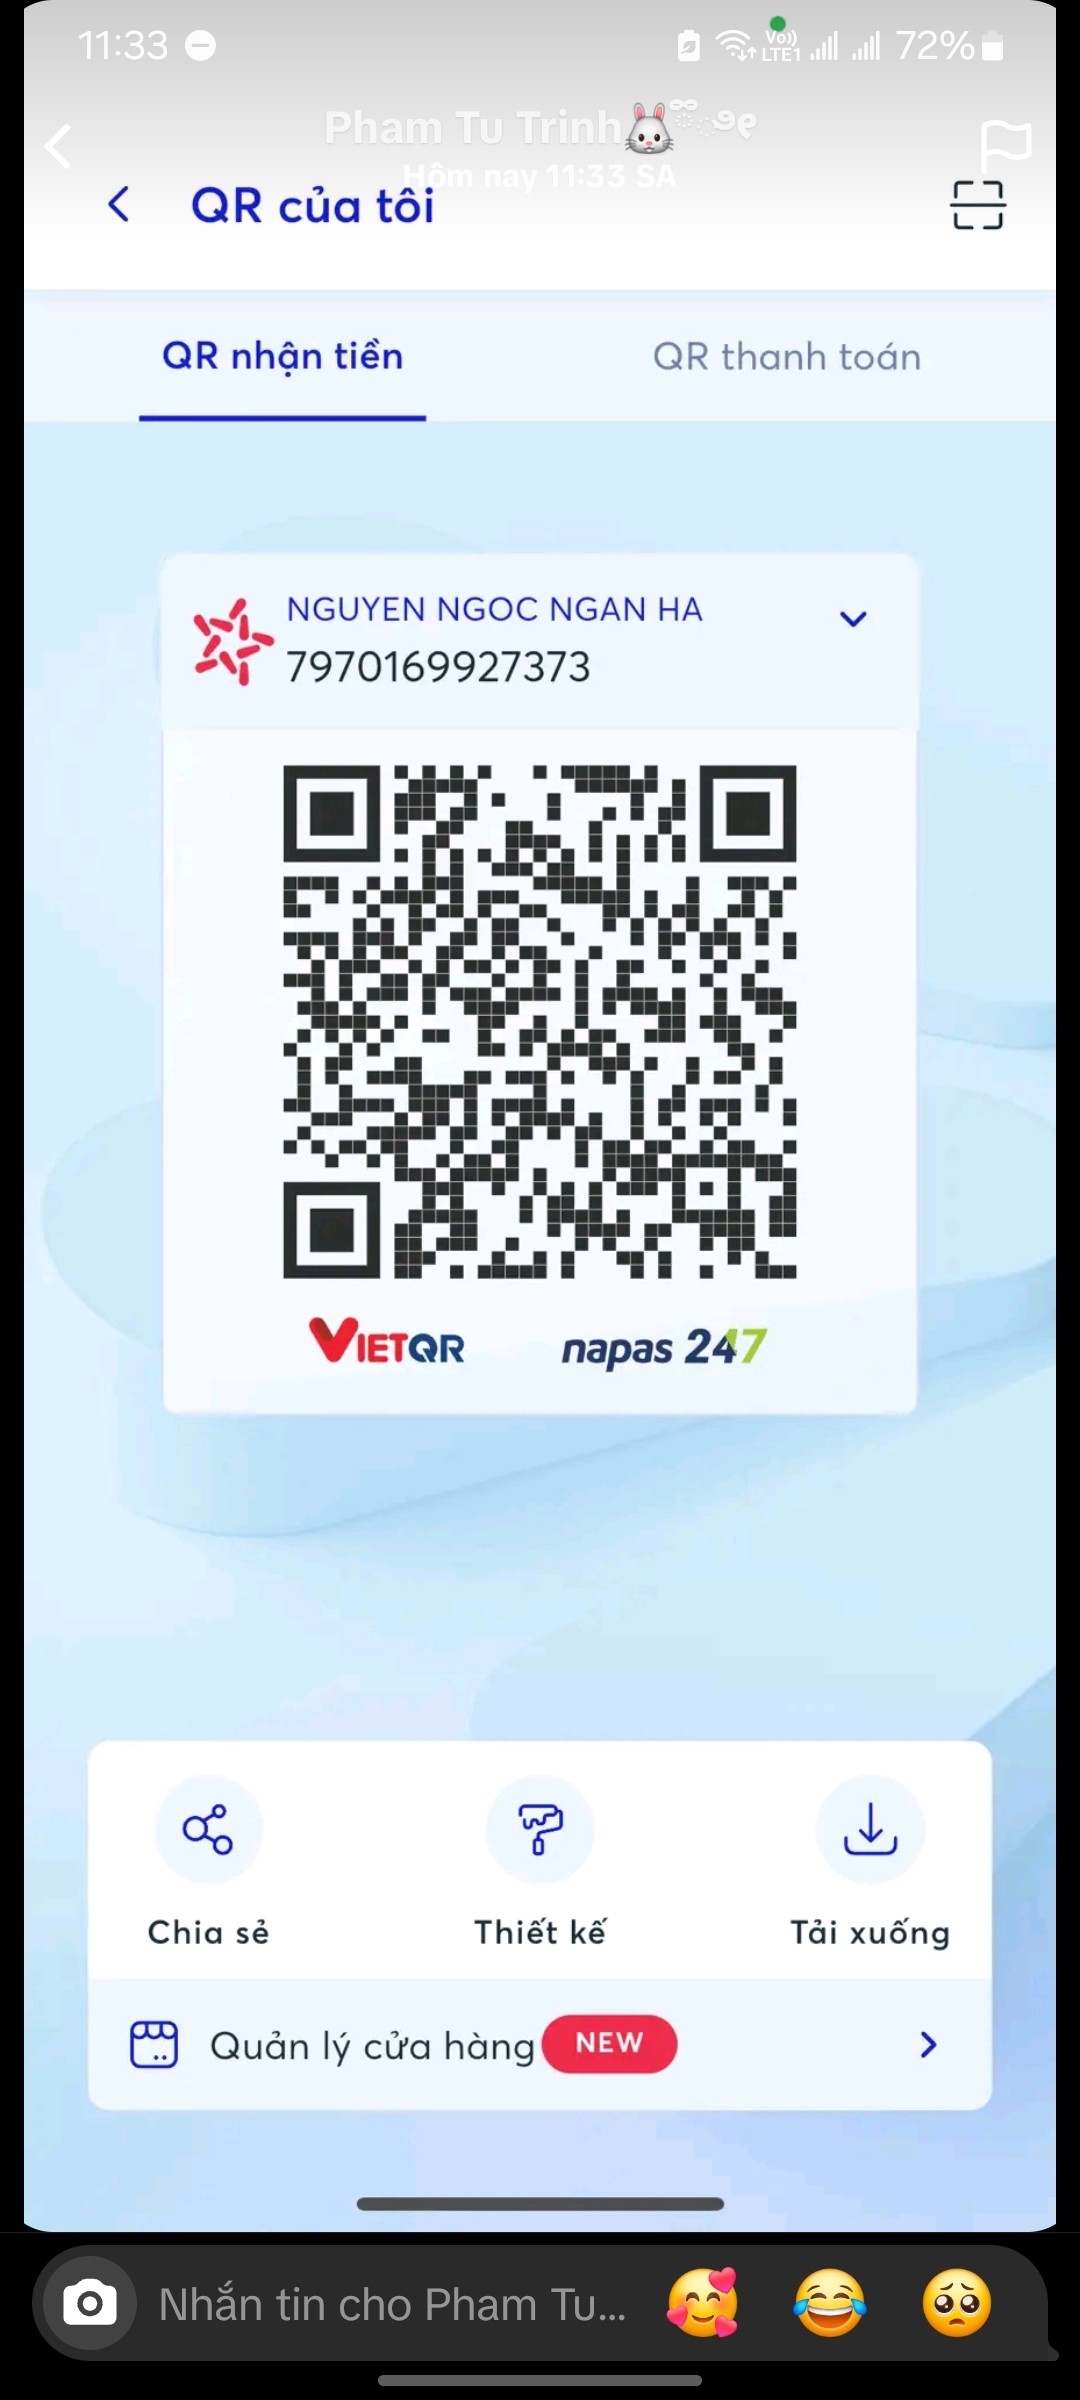 11:33
Vo))
LTE1
72%
Pham Tu Trinh
Hôm nay 11:33 SA
QR của tôi
QR nhận tiền
QR thanh toán
NGUYEN NGOC NGAN HA
7970169927373
VIETQR
napas 247
Chia sẻ
Thiết kế
Tải xuống
Quản lý cửa hàng NEW
Nhắn tin cho Pham Tu...